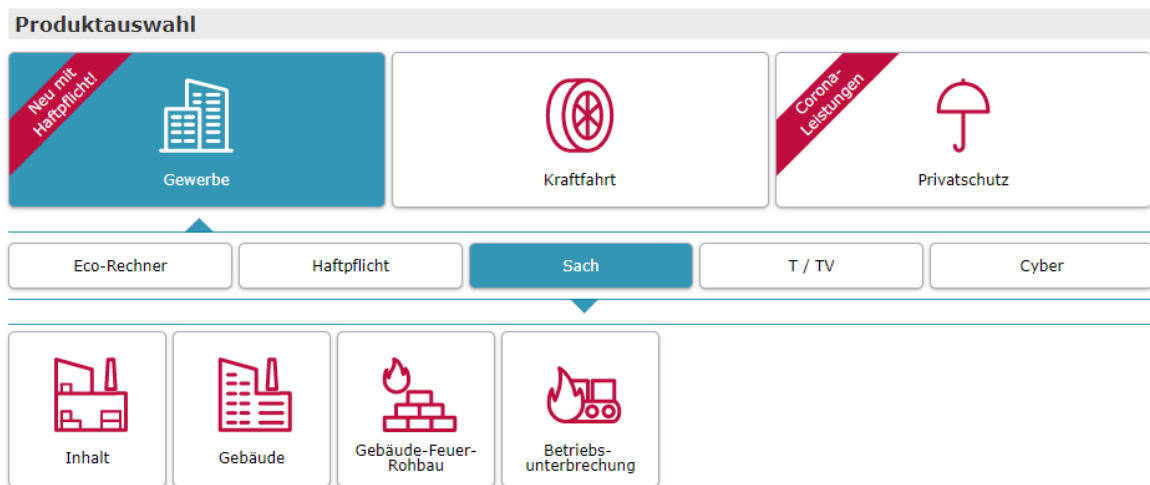 Produktauswahl
Neu mit
Haftpflicht!
Gewerbe
Kraftfahrt
Corona-
Leistungen
Privatschutz
Eco-Rechner
Haftpflicht
Sach
T / TV
Cyber
Inhalt
Gebäude
Gebäude-Feuer-
Rohbau
Betriebs-
unterbrechung